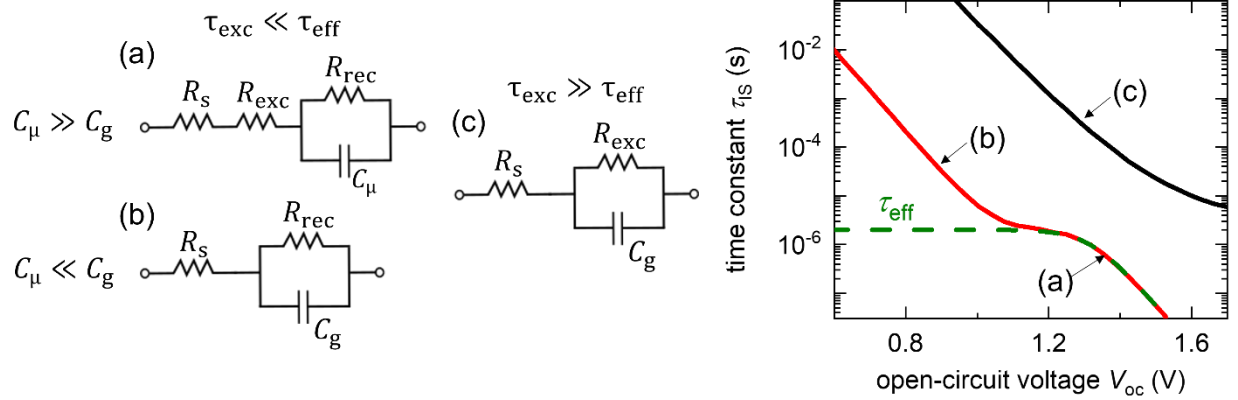 τexc ≪ τeff
(a)
Rrec
Rs
Rexc
Cμ ≫ Cg
Cμ
(b)
Rrec
Rs
Cμ ≪ Cg
Cg
τexc ≫ τeff
(c)
Rexc
Rs
Cg
time constant τIS (s)
10⁻²
10⁻⁴
10⁻⁶
(c)
(b)
τeff
(a)
0.8 1.2 1.6
open-circuit voltage Voc (V)